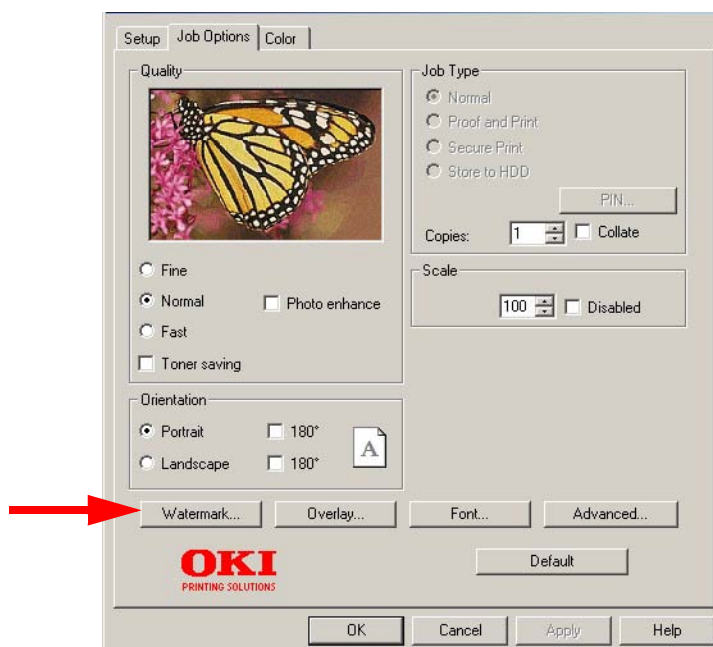 Setup Job Options Color
Quality
Fine
Normal Photo enhance
Fast
Toner saving
Orientation
Portrait 180°
Landscape 180°
A
Job Type
Normal
Proof and Print
Secure Print
Store to HDD
PIN...
Copies: 1 Collate
Scale
100 Disabled
Watermark... Overlay... Font... Advanced...
OKI
PRINTING SOLUTIONS
Default
OK Cancel Apply Help